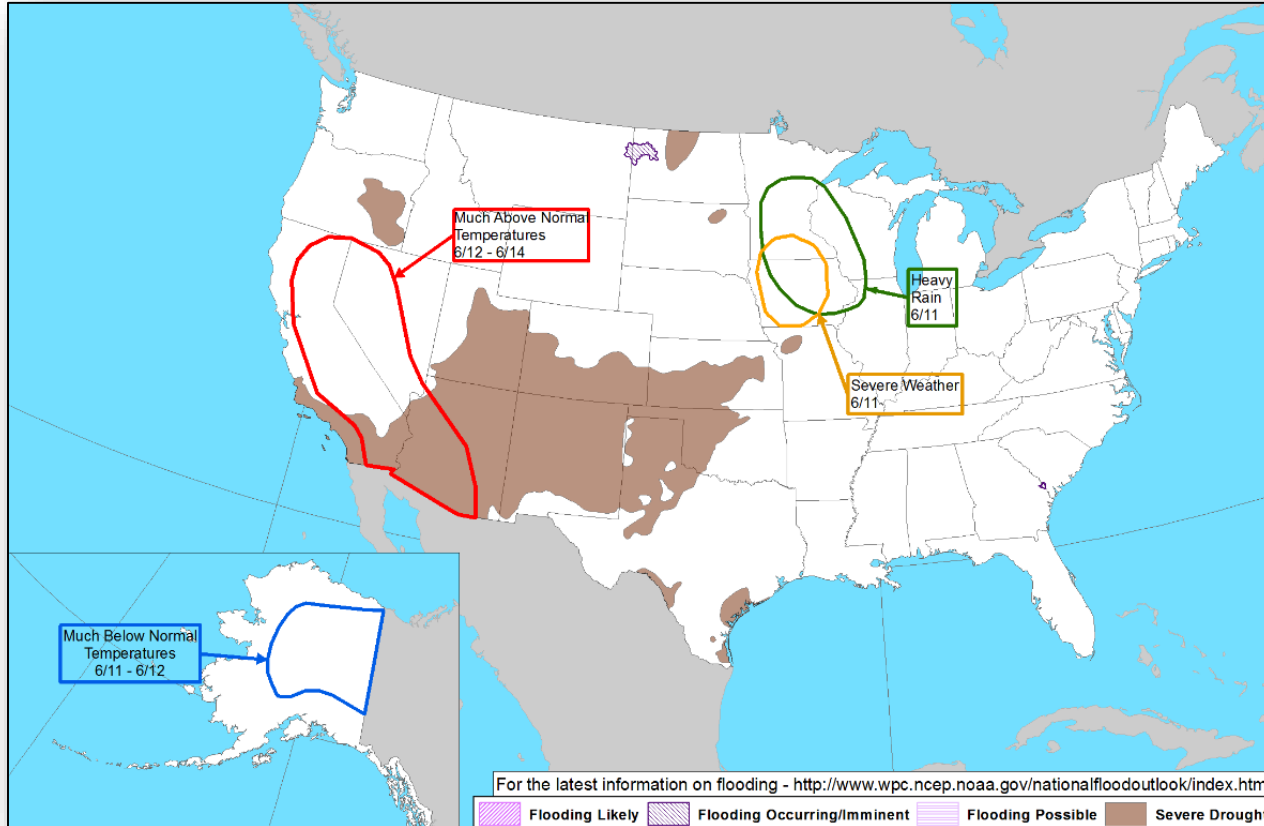 Much Above Normal
Temperatures
6/12 - 6/14
Heavy
Rain
6/11
Severe Weather
6/11
Much Below Normal
Temperatures
6/11 - 6/12
For the latest information on flooding - http://www.wpc.ncep.noaa.gov/nationalfloodoutlook/index.htm
Flooding Likely Flooding Occurring/Imminent Flooding Possible Severe Drought